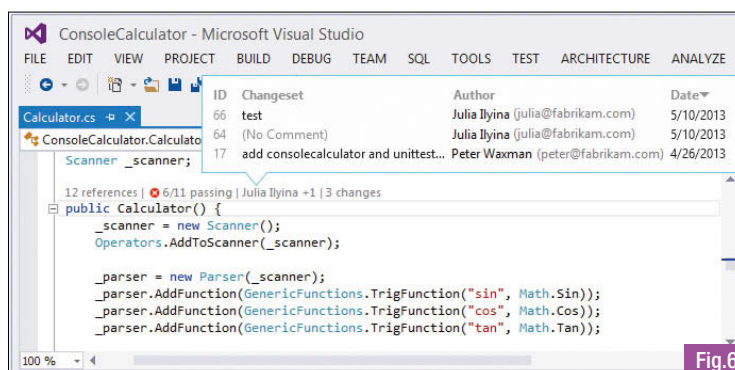 ConsoleCalculator - Microsoft Visual Studio
FILE EDIT VIEW PROJECT BUILD DEBUG TEAM SQL TOOLS TEST ARCHITECTURE ANALYZE
ID Changeset Author Date
66 test Julia Ilyina (julia@fabrikam.com) 5/10/2013
64 (No Comment) Julia Ilyina (julia@fabrikam.com) 5/10/2013
17 add consolecalculator and unittest... Peter Waxman (peter@fabrikam.com) 4/26/2013
Calculator.cs
ConsoleCalculator.Calculato
Scanner _scanner;
12 references | 6/11 passing | Julia Ilyina +1 | 3 changes
public Calculator() {
_scanner = new Scanner();
Operators.AddToScanner(_scanner);
_parser = new Parser(_scanner);
_parser.AddFunction(GenericFunctions.TrigFunction("sin", Math.Sin));
_parser.AddFunction(GenericFunctions.TrigFunction("cos", Math.Cos));
_parser.AddFunction(GenericFunctions.TrigFunction("tan", Math.Tan));
100 %
Fig.6